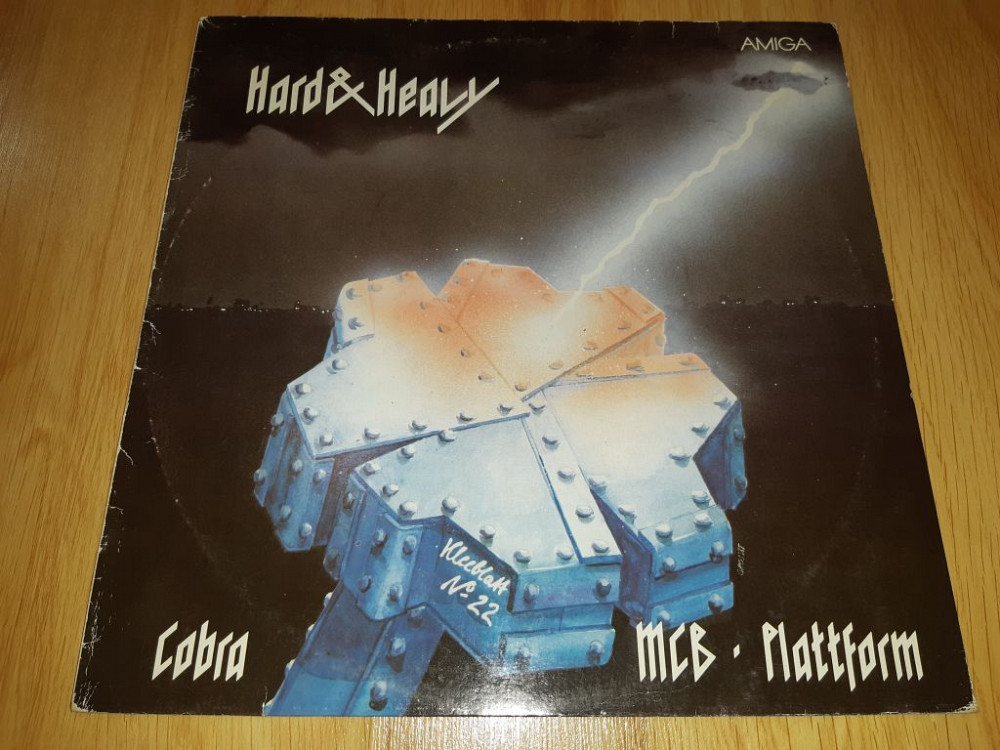 AMIGA
Hard & Heavy
Kleeblatt
No 22
Cobra
MCB · Plattform